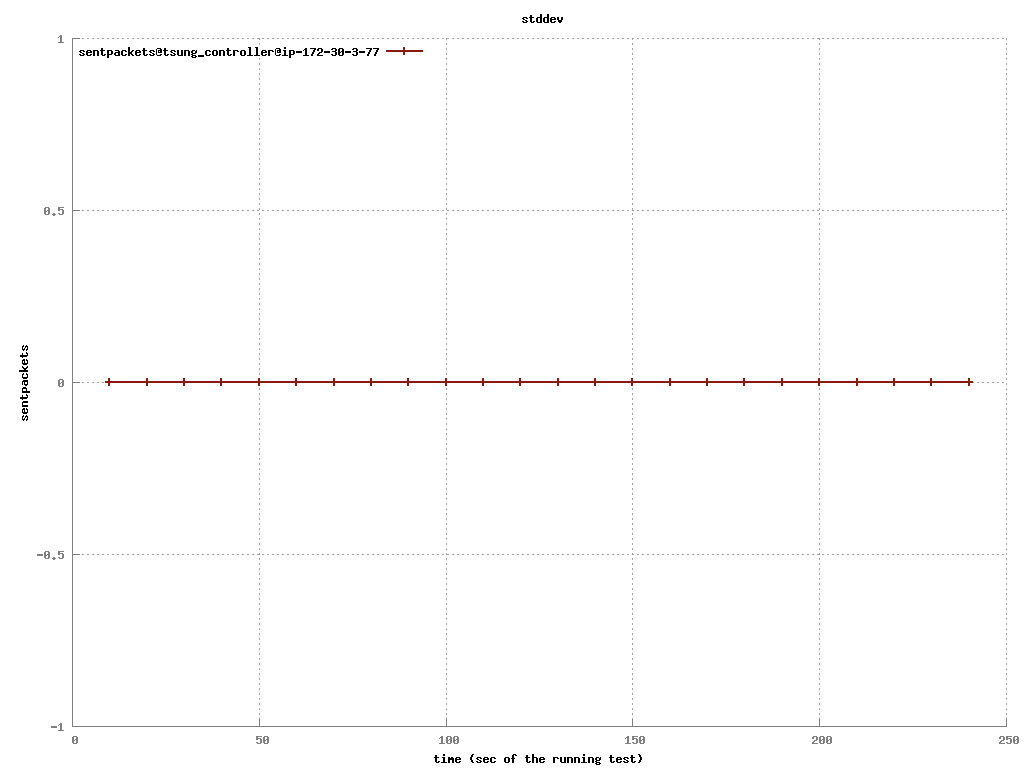 stddev
1
sentpackets@tsung_controller@ip-172-30-3-77
0.5
sentpackets
0
-0.5
-1
0 50 100 150 200 250
time (sec of the running test)